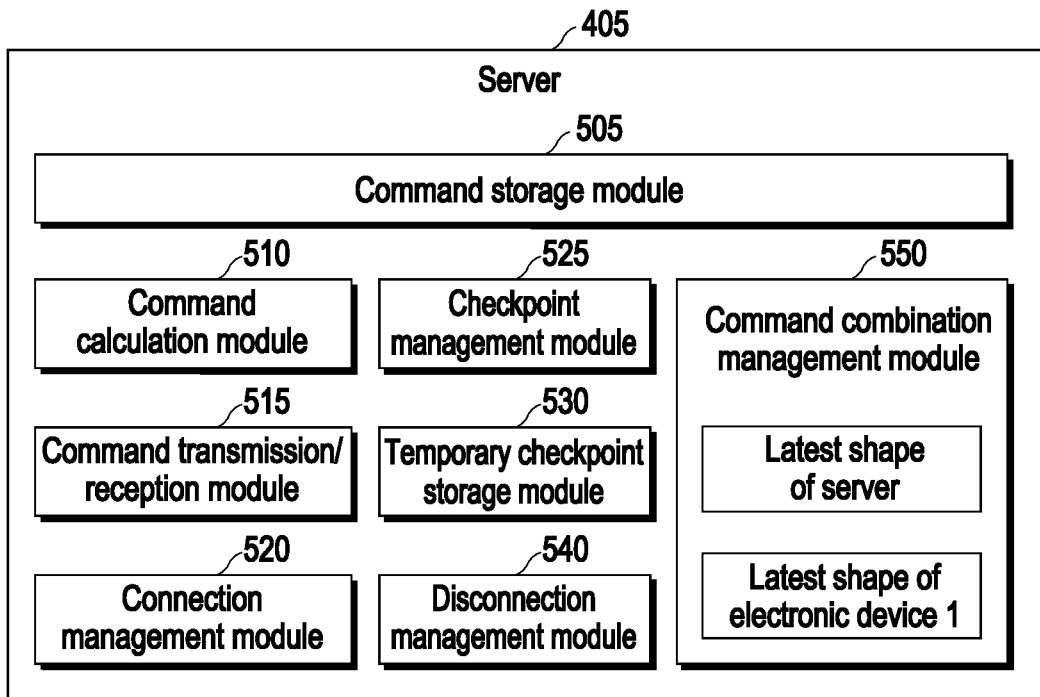 405
Server
505
Command storage module
510
Command
calculation module
525
Checkpoint
management module
550
Command combination
management module
515
Command transmission/
reception module
530
Temporary checkpoint
storage module
Latest shape
of server
520
Connection
management module
540
Disconnection
management module
Latest shape of
electronic device 1